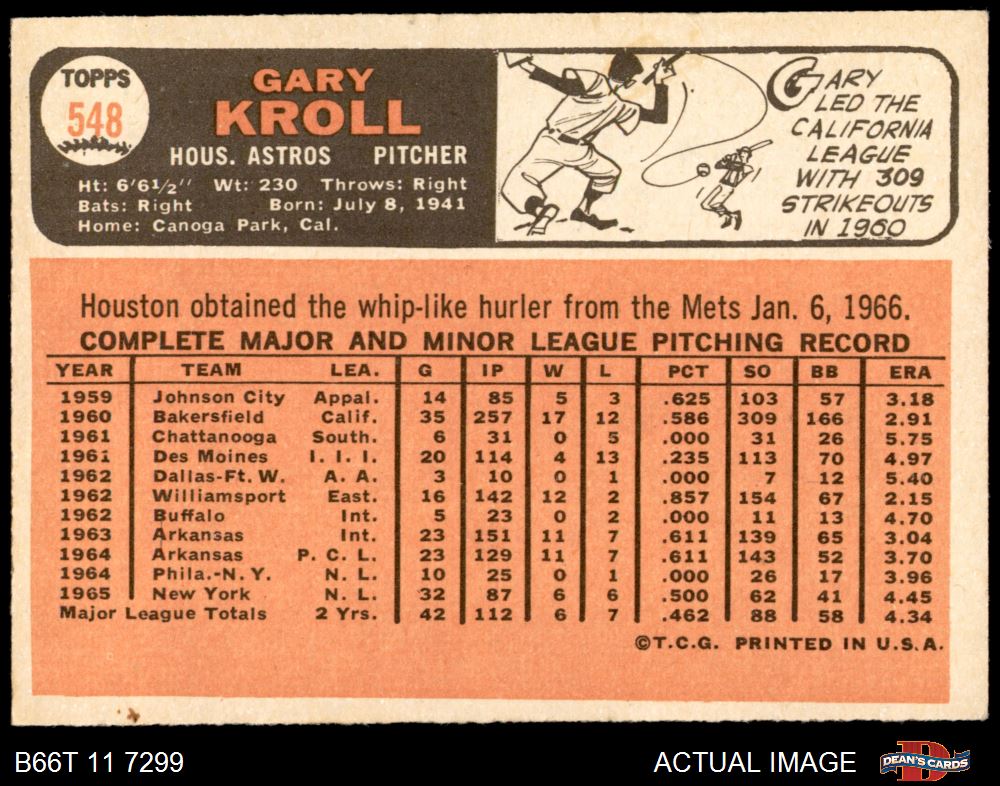 TOPPS
548
GARY
KROLL
HOUS. ASTROS PITCHER
Ht: 6'6 1/2" Wt: 230 Throws: Right
Bats: Right Born: July 8, 1941
Home: Canoga Park, Cal.
GARY
LED THE
CALIFORNIA
LEAGUE
WITH 309
STRIKEOUTS
IN 1960
Houston obtained the whip-like hurler from the Mets Jan. 6, 1966.
COMPLETE MAJOR AND MINOR LEAGUE PITCHING RECORD
YEAR TEAM LEA. G IP W L PCT SO BB ERA
1959 Johnson City Appal. 14 85 5 3 .625 103 57 3.18
1960 Bakersfield Calif. 35 257 17 12 .586 309 166 2.91
1961 Chattanooga South. 6 31 0 5 .000 31 26 5.75
1961 Des Moines I. I. I. 20 114 4 13 .235 113 70 4.97
1962 Dallas-Ft. W. A. A. 3 10 0 1 .000 7 12 5.40
1962 Williamsport East. 16 142 12 2 .857 154 67 2.15
1962 Buffalo Int. 5 23 0 2 .000 11 13 4.70
1963 Arkansas Int. 23 151 11 7 .611 139 65 3.04
1964 Arkansas P. C. L. 23 129 11 7 .611 143 52 3.70
1964 Phila.-N. Y. N. L. 10 25 0 1 .000 26 17 3.96
1965 New York N. L. 32 87 6 6 .500 62 41 4.45
Major League Totals 2 Yrs. 42 112 6 7 .462 88 58 4.34
©T.C.G. PRINTED IN U.S.A.
B66T 11 7299 ACTUAL IMAGE
D
DEAN'S CARDS